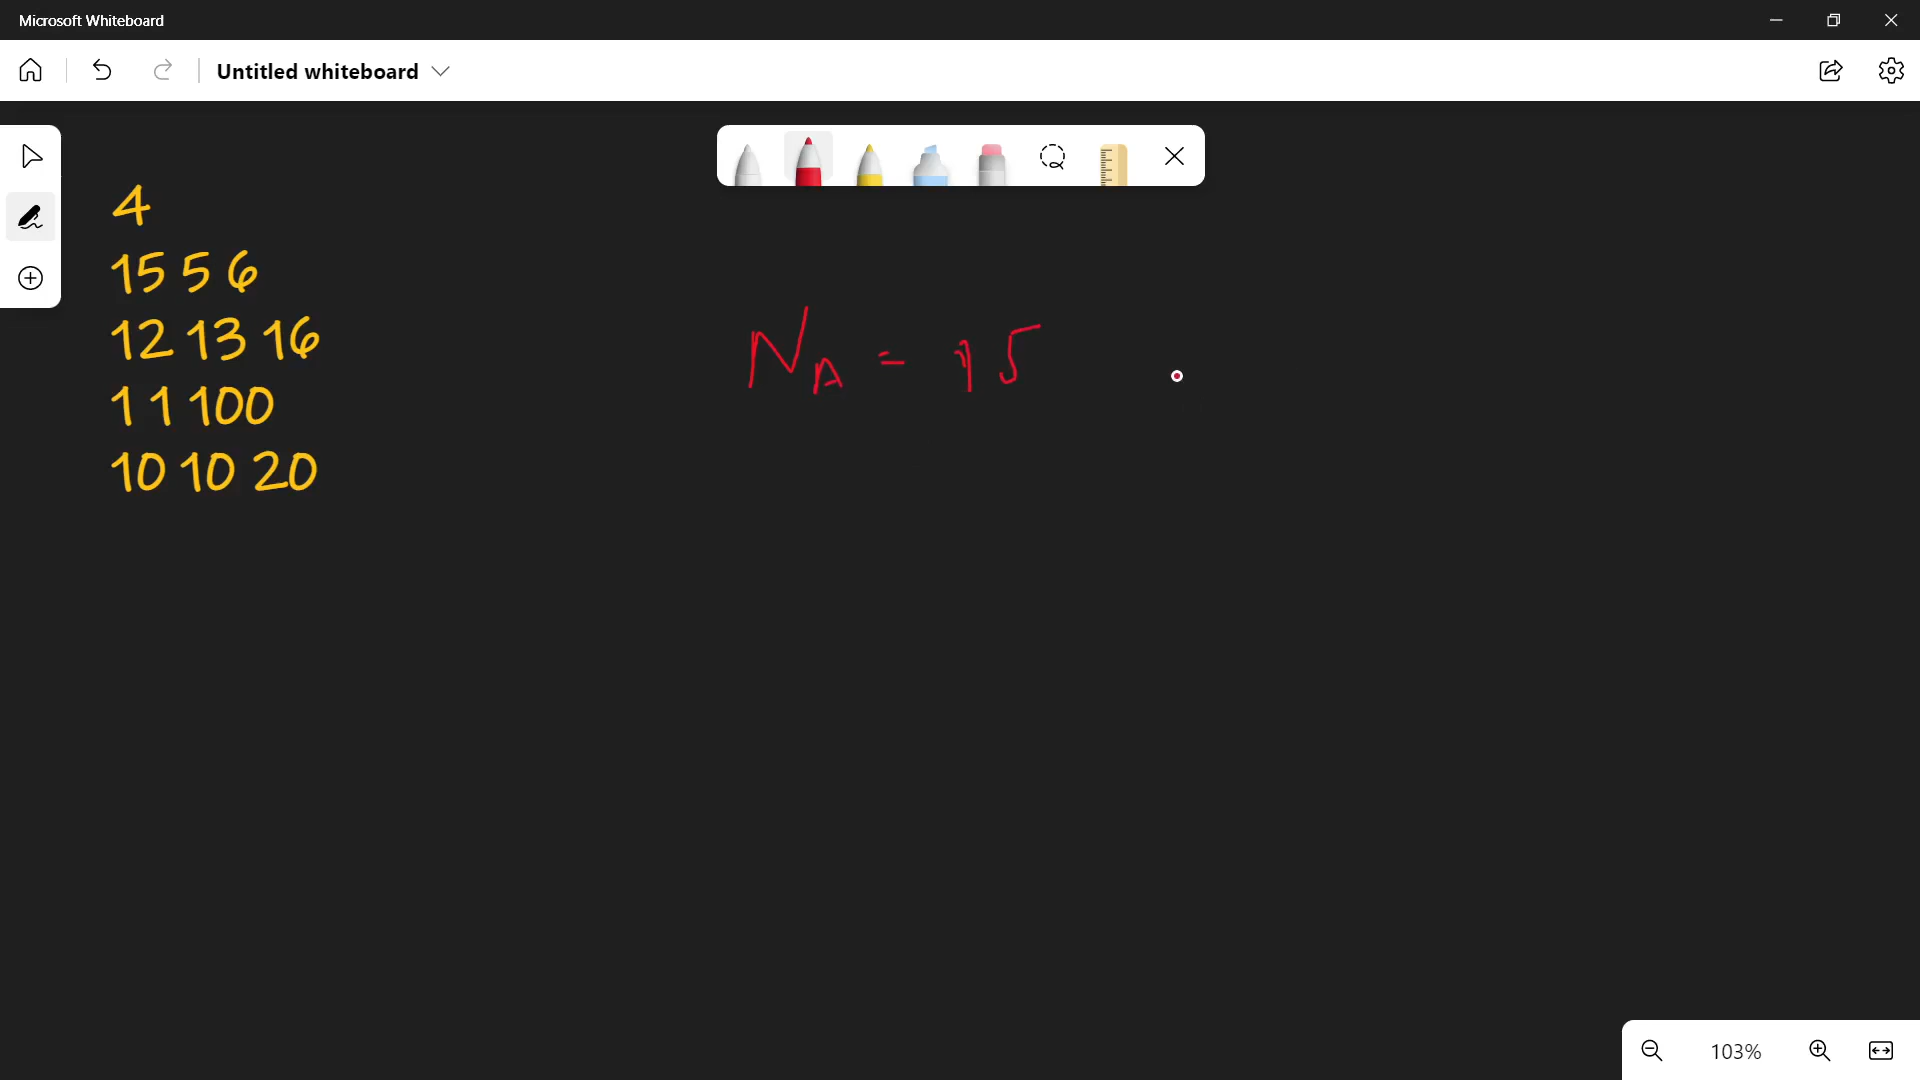 Microsoft Whiteboard
Untitled whiteboard
4
15 5 6
12 13 16
1 1 100
10 10 20
N_A = 15
103%